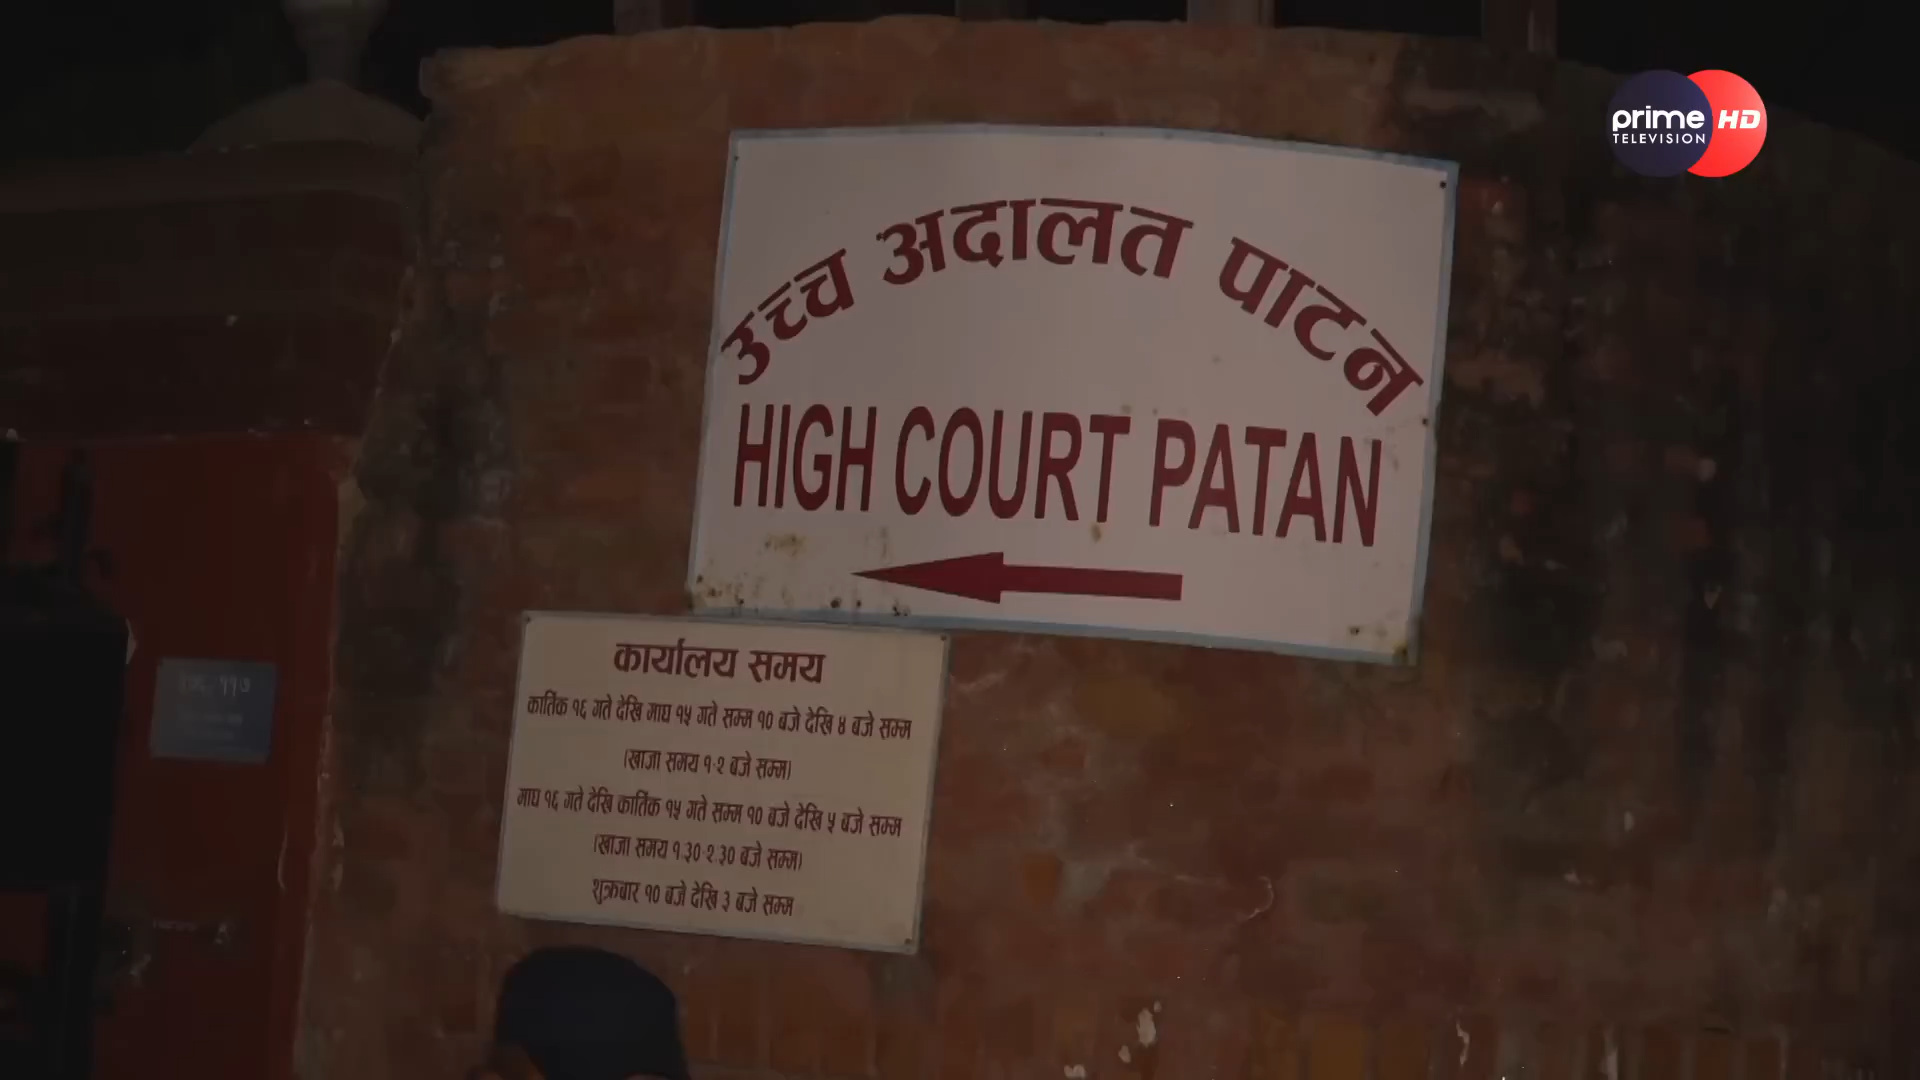 prime HD
TELEVISION
उच्च अदालत पाटन
HIGH COURT PATAN
कार्यालय समय
कार्तिक १६ गते देखि माघ १५ गते सम्म १० बजे देखि ४ बजे सम्म
(खाजा समय १-२ बजे सम्म)
माघ १६ गते देखि कार्तिक १५ गते सम्म १० बजे देखि ५ बजे सम्म
(खाजा समय १.३०-२.३० बजे सम्म)
शुक्रबार १० बजे देखि ३ बजे सम्म
११७